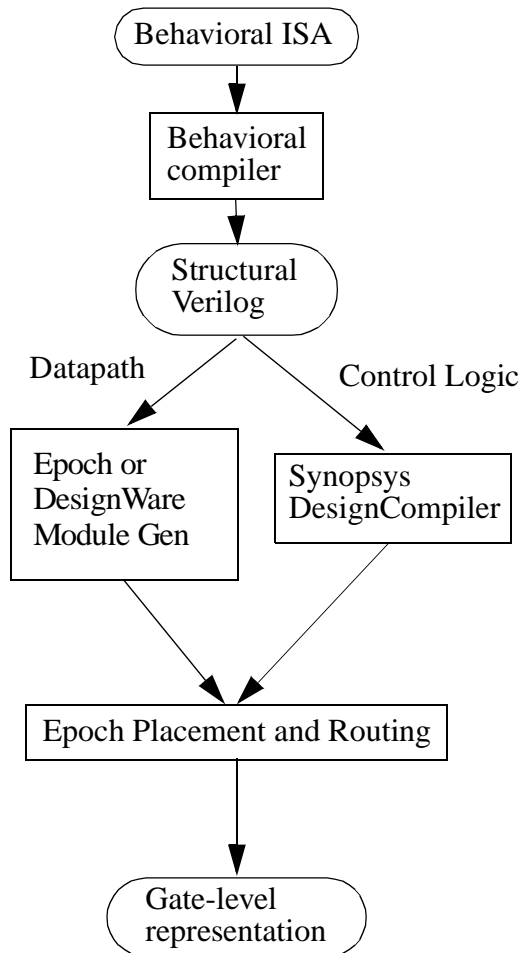 Behavioral ISA
Behavioral
compiler
Structural
Verilog
Datapath
Control Logic
Epoch or
DesignWare
Module Gen
Synopsys
DesignCompiler
Epoch Placement and Routing
Gate-level
representation